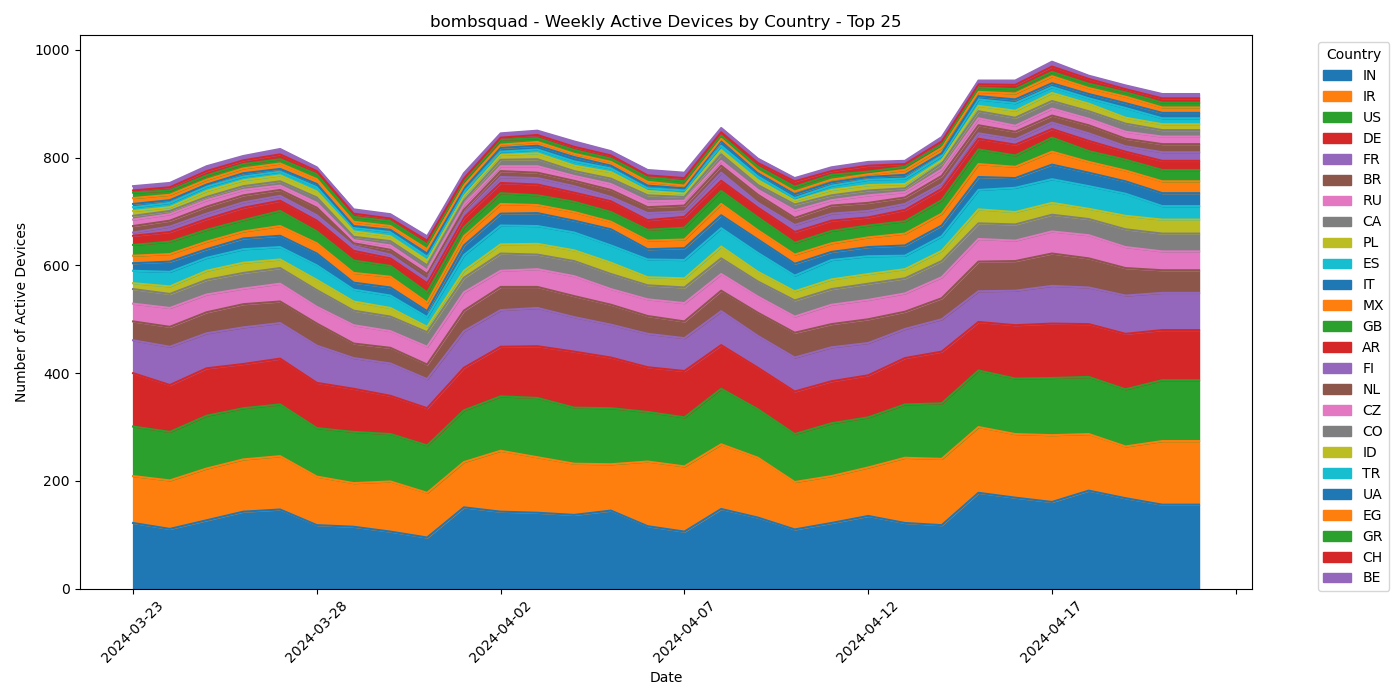 bombsquad - Weekly Active Devices by Country - Top 25
1000
800
600
400
200
0
Number of Active Devices
2024-03-23
2024-03-28
2024-04-02
2024-04-07
2024-04-12
2024-04-17
Date
Country
IN
IR
US
DE
FR
BR
RU
CA
PL
ES
IT
MX
GB
AR
FI
NL
CZ
CO
ID
TR
UA
EG
GR
CH
BE